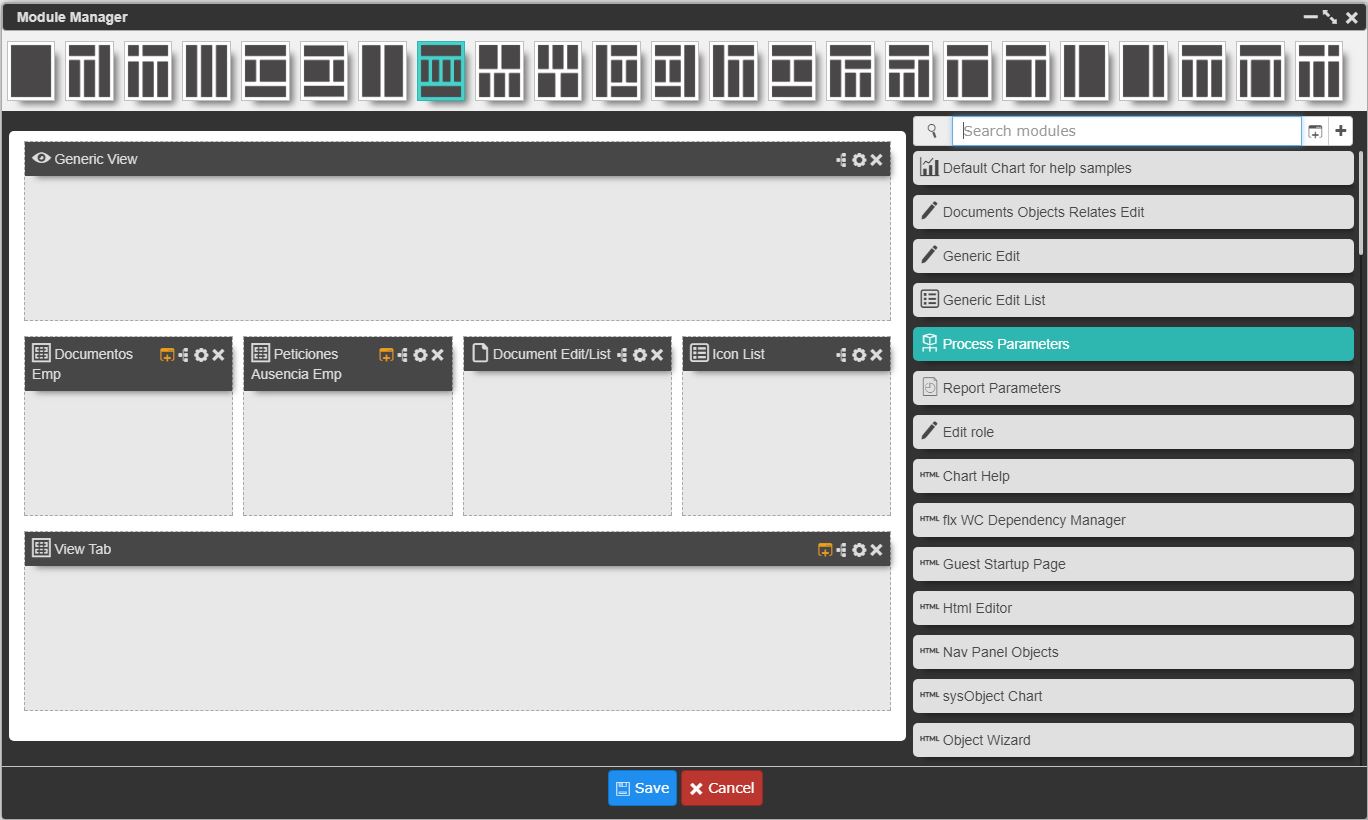 Module Manager
Search modules
Generic View
Default Chart for help samples
Documents Objects Relates Edit
Generic Edit
Generic Edit List
Documentos
Emp
Peticiones
Ausencia Emp
Document Edit/List
Icon List
Process Parameters
Report Parameters
Edit role
HTML Chart Help
HTML flx WC Dependency Manager
View Tab
HTML Guest Startup Page
HTML Html Editor
HTML Nav Panel Objects
HTML sysObject Chart
HTML Object Wizard
Save
Cancel